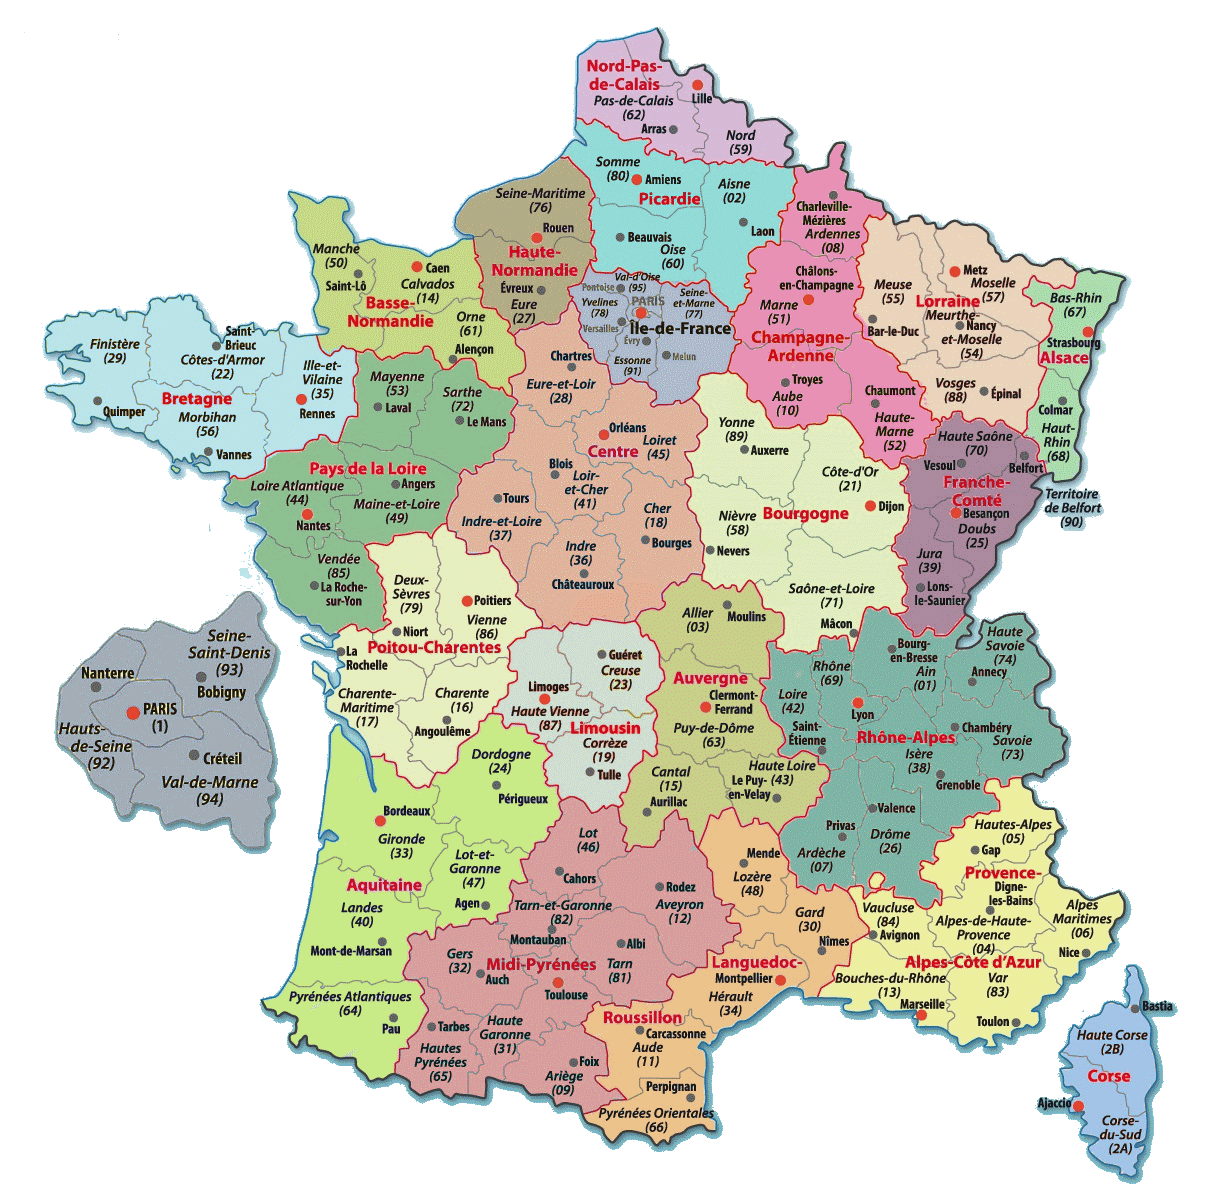 Nord-Pas-
de-Calais
Lille
Pas-de-Calais
(62)
Arras
Nord
(59)
Somme
(80)
Amiens
Picardie
Aisne
(02)
Laon
Beauvais
Oise
(60)
Charleville-
Mézières
Ardennes
(08)
Seine-Maritime
(76)
Rouen
Haute-
Normandie
Évreux
Eure
(27)
Manche
(50)
Saint-Lô
Caen
Calvados
(14)
Basse-
Normandie
Orne
(61)
Alençon
Val-d'Oise
(95)
Pontoise
Yvelines
(78)
Versailles
PARIS
Seine-
et-Marne
(77)
Île-de-France
Évry
Melun
Essonne
(91)
Châlons-
en-Champagne
Marne
(51)
Champagne-
Ardenne
Troyes
Aube
(10)
Chaumont
Haute-
Marne
(52)
Metz
Moselle
(57)
Meuse
(55)
Lorraine
Meurthe-
Nancy
et-Moselle
(54)
Bar-le-Duc
Vosges
(88)
Épinal
Bas-Rhin
(67)
Strasbourg
Alsace
Colmar
Haut-
Rhin
(68)
Finistère
(29)
Quimper
Saint-
Brieuc
Côtes-d'Armor
(22)
Bretagne
Morbihan
(56)
Vannes
Ille-et-
Vilaine
(35)
Rennes
Mayenne
(53)
Laval
Sarthe
(72)
Le Mans
Pays de la Loire
Loire Atlantique
(44)
Nantes
Angers
Maine-et-Loire
(49)
Vendée
(85)
La Roche-
sur-Yon
Chartres
Eure-et-Loir
(28)
Orléans
Loiret
(45)
Centre
Blois
Loir-
et-Cher
(41)
Tours
Indre-et-Loire
(37)
Cher
(18)
Bourges
Indre
(36)
Châteauroux
Yonne
(89)
Auxerre
Côte-d'Or
(21)
Dijon
Bourgogne
Nièvre
(58)
Nevers
Saône-et-Loire
(71)
Mâcon
Haute Saône
(70)
Vesoul
Belfort
Franche-
Comté
Besançon
Doubs
(25)
Jura
(39)
Lons-
le-Saunier
Territoire
de Belfort
(90)
Deux-
Sèvres
(79)
Niort
Poitiers
Vienne
(86)
Poitou-Charentes
La
Rochelle
Charente-
Maritime
(17)
Charente
(16)
Angoulême
Guéret
Creuse
(23)
Limoges
Haute Vienne
(87)
Limousin
Corrèze
(19)
Tulle
Allier
(03)
Moulins
Auvergne
Clermont-
Ferrand
Puy-de-Dôme
(63)
Cantal
(15)
Aurillac
Haute Loire
(43)
Le Puy-
en-Velay
Bourg-
en-Bresse
Ain
(01)
Haute
Savoie
(74)
Annecy
Rhône
(69)
Loire
(42)
Saint-
Étienne
Lyon
Rhône-Alpes
Chambéry
Savoie
(73)
Isère
(38)
Grenoble
Valence
Privas
Ardèche
(07)
Drôme
(26)
Seine-
Saint-Denis
(93)
Bobigny
Nanterre
PARIS
(1)
Hauts-
de-Seine
(92)
Créteil
Val-de-Marne
(94)
Dordogne
(24)
Périgueux
Bordeaux
Gironde
(33)
Lot-et-
Garonne
(47)
Agen
Aquitaine
Landes
(40)
Mont-de-Marsan
Pyrénées Atlantiques
(64)
Pau
Lot
(46)
Cahors
Rodez
Aveyron
(12)
Tarn-et-Garonne
(82)
Montauban
Albi
Tarn
(81)
Gers
(32)
Auch
Midi-Pyrénées
Toulouse
Tarbes
Hautes
Pyrénées
(65)
Haute
Garonne
(31)
Foix
Ariège
(09)
Mende
Lozère
(48)
Gard
(30)
Nîmes
Languedoc-
Montpellier
Hérault
(34)
Roussillon
Carcassonne
Aude
(11)
Perpignan
Pyrénées Orientales
(66)
Hautes-Alpes
(05)
Gap
Provence-
Digne-
les-Bains
Alpes-de-Haute-
Provence
(04)
Vaucluse
(84)
Avignon
Alpes
Maritimes
(06)
Nice
Alpes-Côte d'Azur
Bouches-du-Rhône
(13)
Marseille
Var
(83)
Toulon
Bastia
Haute Corse
(2B)
Corse
Ajaccio
Corse-
du-Sud
(2A)